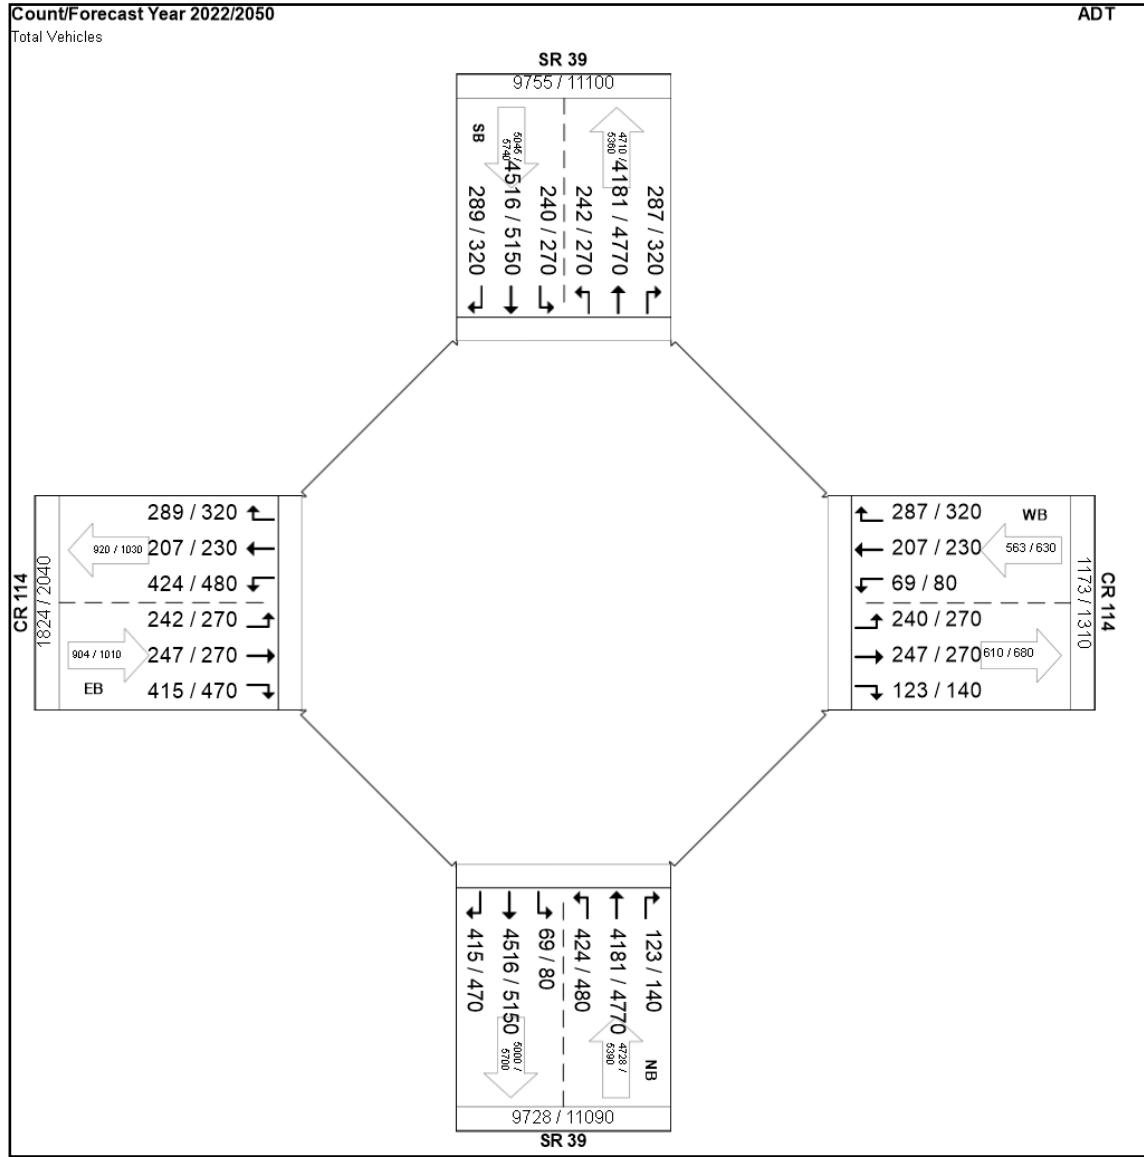 Count/Forecast Year 2022/2050
ADT
Total Vehicles
SR 39
9755 / 11100
SB
5045 /
5740
4710 /
5360
289 / 320
4516 / 5150
240 / 270
242 / 270
4181 / 4770
287 / 320
CR 114
1824 / 2040
289 / 320
920 / 1030
207 / 230
424 / 480
242 / 270
904 / 1010
247 / 270
EB
415 / 470
287 / 320
WB
207 / 230
563 / 630
69 / 80
240 / 270
247 / 270
610 / 680
123 / 140
1173 / 1310
CR 114
415 / 470
4516 / 5150
69 / 80
424 / 480
4181 / 4770
123 / 140
5000 /
5700
4728 /
5390
NB
9728 / 11090
SR 39